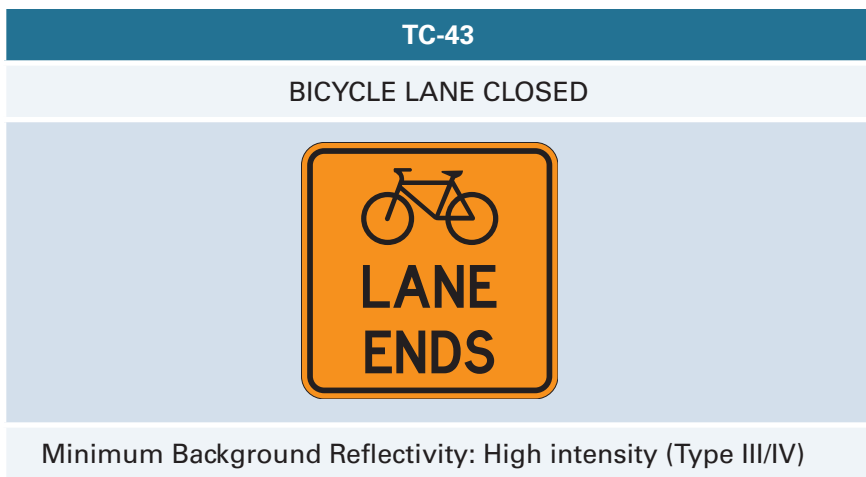 TC-43
BICYCLE LANE CLOSED
LANE
ENDS
Minimum Background Reflectivity: High intensity (Type III/IV)